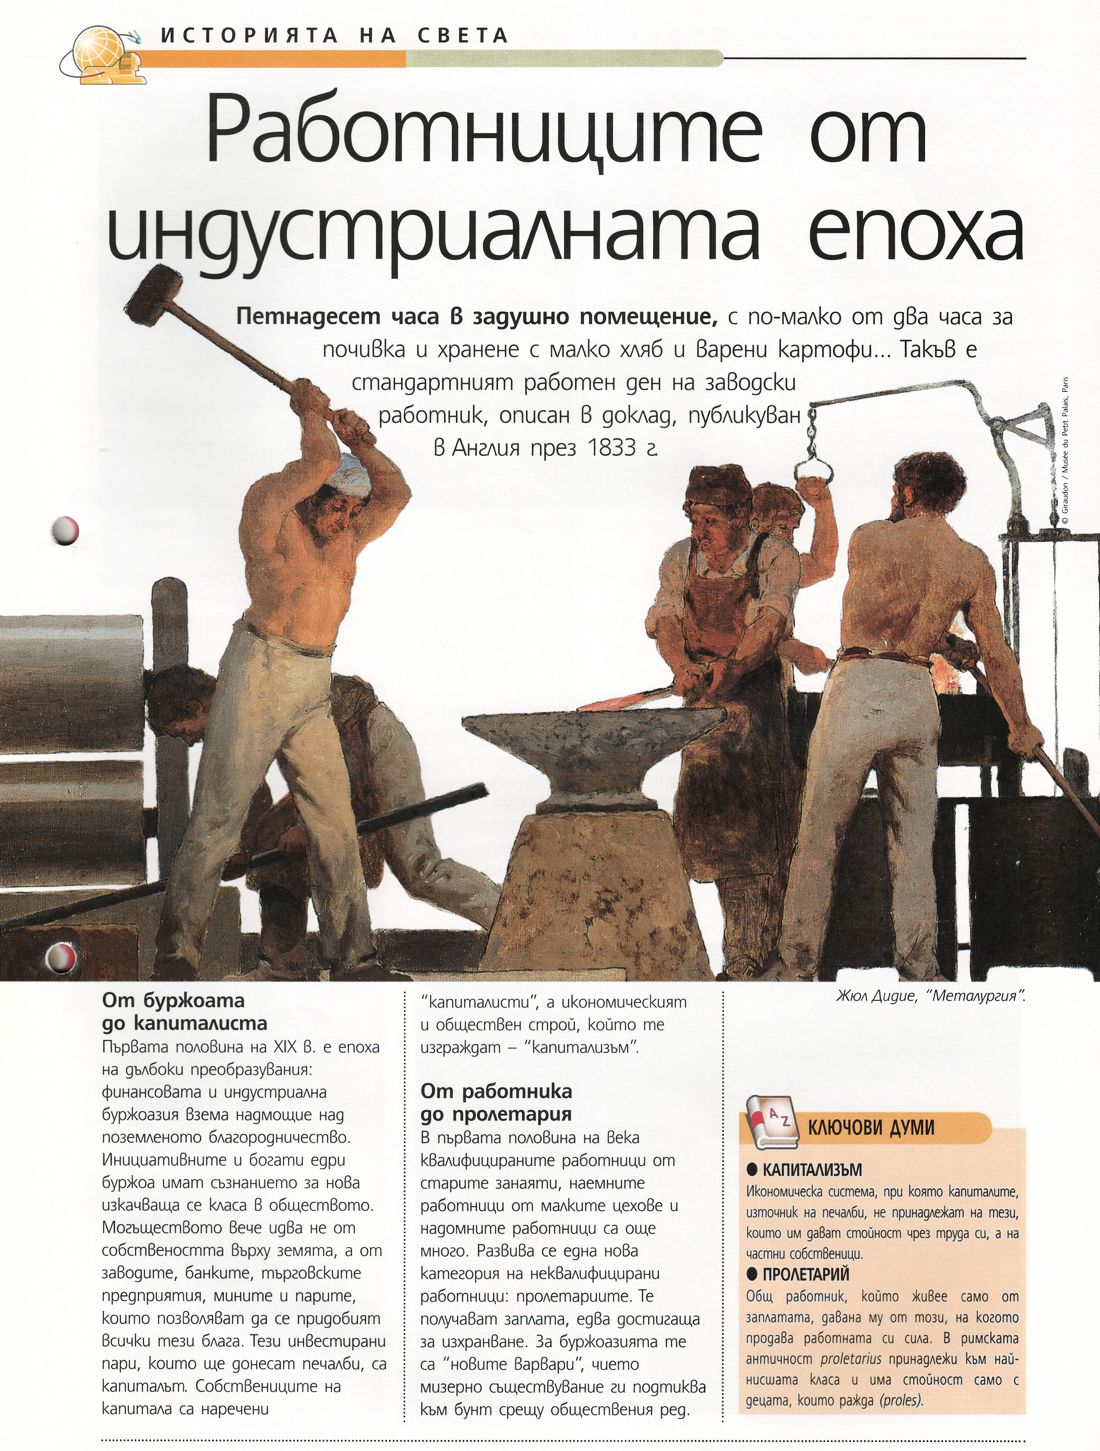 ИСТОРИЯТА НА СВЕТА
Работниците от
индустриалната епоха
Петнадесет часа в задушно помещение, с по-малко от два часа за
почивка и хранене с малко хляб и варени картофи... Такъв е
стандартният работен ден на заводски
работник, описан в доклад, публикуван
в Англия през 1833 г.
© Giraudon / Musée du Petit Palais, Paris
Жюл Дидие, “Металургия”.
От буржоата
до капиталиста
Първата половина на XIX в. е епоха
на дълбоки преобразувания:
финансовата и индустриална
буржоазия взема надмощие над
поземленото благородничество.
Инициативните и богати едри
буржоа имат съзнанието за нова
изкачваща се класа в обществото.
Могъществото вече идва не от
собствеността върху земята, а от
заводите, банките, търговските
предприятия, мините и парите,
които позволяват да се придобият
всички тези блага. Тези инвестирани
пари, които ще донесат печалби, са
капиталът. Собствениците на
капитала са наречени
“капиталисти”, а икономическият
и обществен строй, който те
изграждат – “капитализъм”.
От работника
до пролетария
В първата половина на века
квалифицираните работници от
старите занаяти, наемните
работници от малките цехове и
надомните работници са още
много. Развива се една нова
категория на неквалифицирани
работници: пролетариите. Те
получават заплата, едва достигаща
за изхранване. За буржоазията те
са “новите варвари”, чието
мизерно съществуване ги подтиква
към бунт срещу обществения ред.
A Z
КЛЮЧОВИ ДУМИ
● КАПИТАЛИЗЪМ
Икономическа система, при която капиталите,
източник на печалби, не принадлежат на тези,
които им дават стойност чрез труда си, а на
частни собственици.
● ПРОЛЕТАРИЙ
Общ работник, който живее само от
заплатата, давана му от този, на когото
продава работната си сила. В римската
античност proletarius принадлежи към най-
нисшата класа и има стойност само с
децата, които ражда (proles).